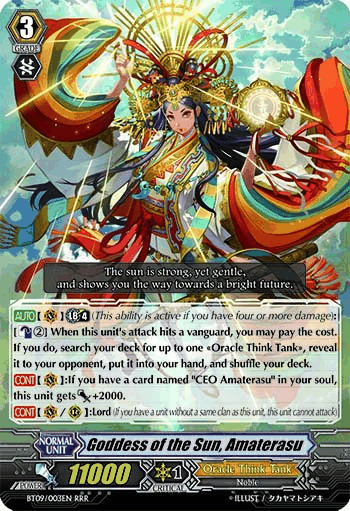 3
GRADE
The sun is strong, yet gentle,
and shows you the way towards a bright future.
AUTO [ ]LB4 (This ability is active if you have four or more damage):
[ ②] When this unit's attack hits a vanguard, you may pay the cost.
If you do, search your deck for up to one «Oracle Think Tank», reveal
it to your opponent, put it into your hand, and shuffle your deck.
CONT[ ]:If you have a card named "CEO Amaterasu" in your soul,
this unit gets +2000.
CONT[ / ]:Lord (If you have a unit without a same clan as this unit, this unit cannot attack)
NORMAL UNIT Goddess of the Sun, Amaterasu
POWER 11000 1 CRITICAL Oracle Think Tank
Noble
BT09/003EN RRR ILLUST / タカヤマトシアキ